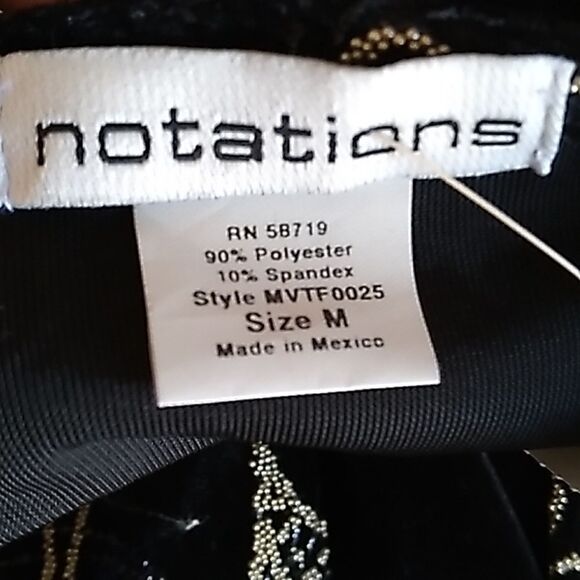 notations
RN 58719
90% Polyester
10% Spandex
Style MVTF0025
Size M
Made in Mexico